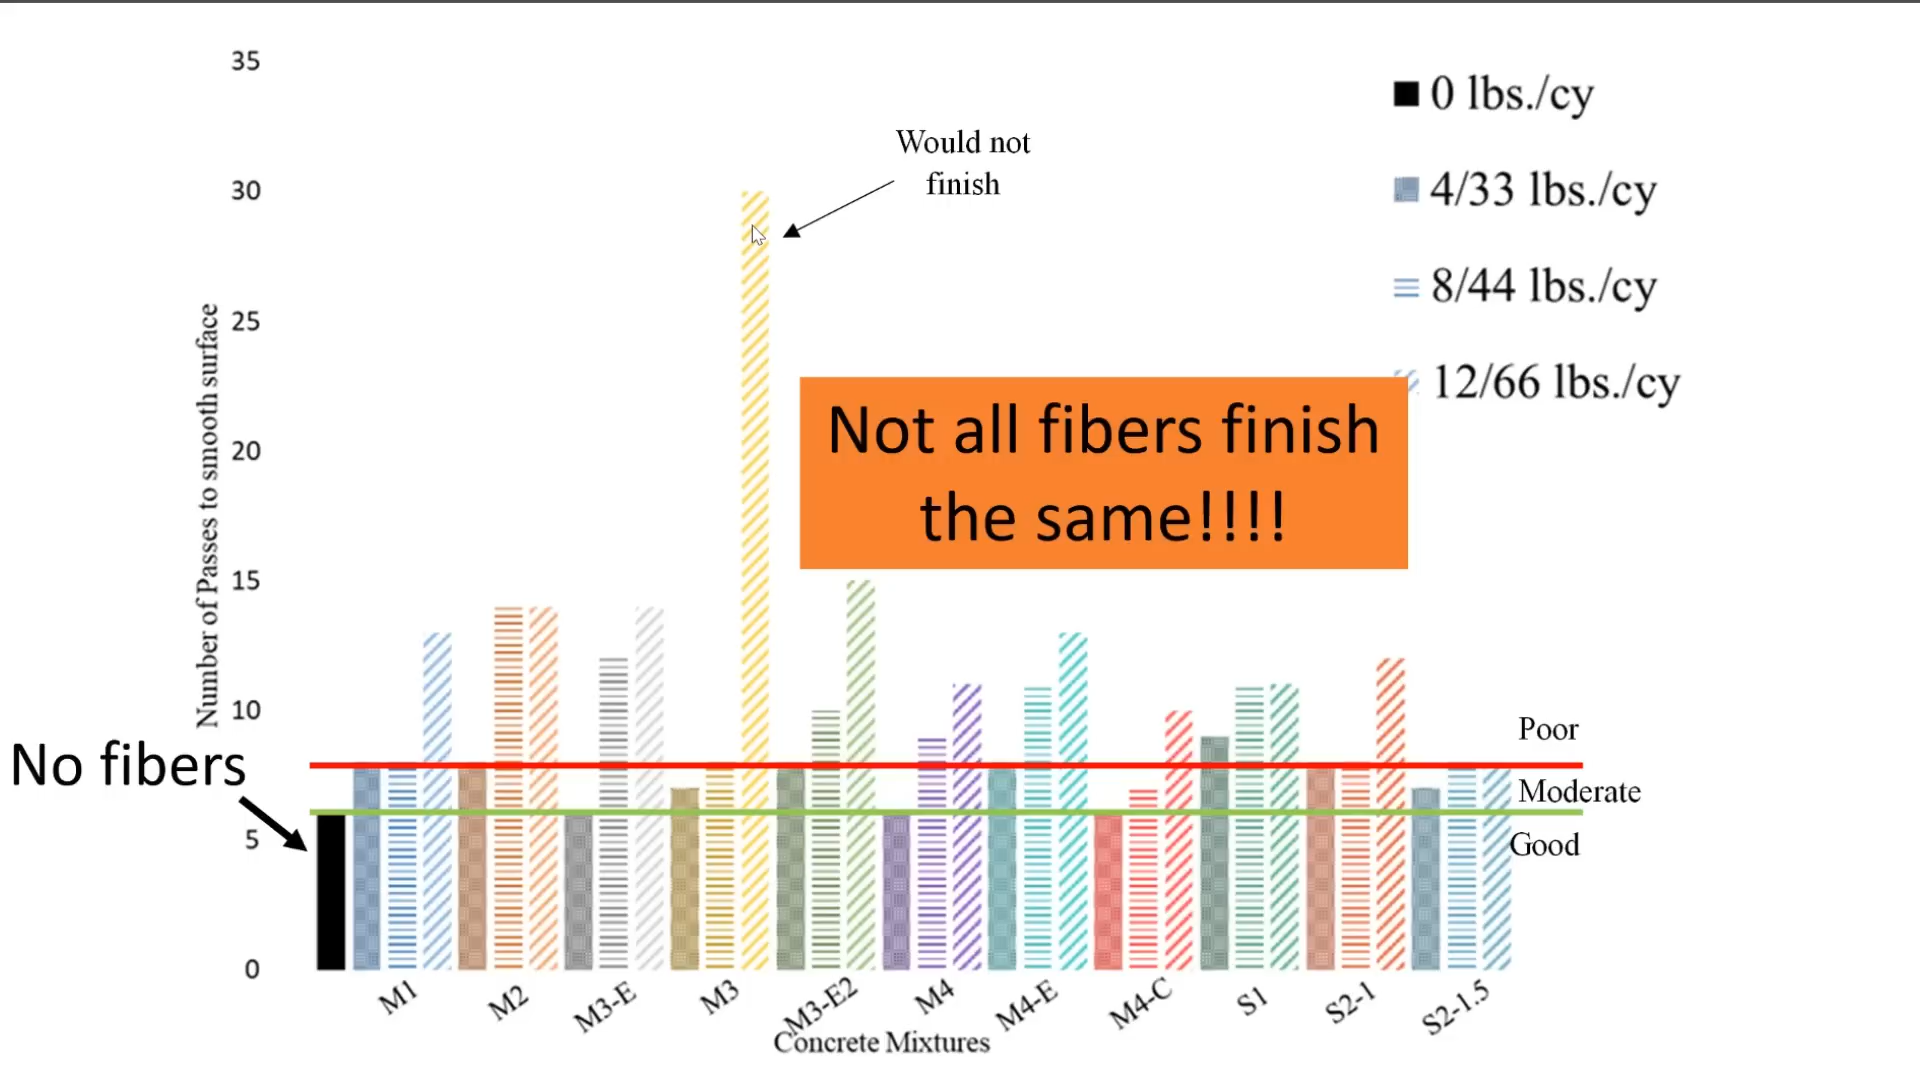 35
30
25
20
15
10
5
0
Number of Passes to smooth surface
Would not
finish
0 lbs./cy
4/33 lbs./cy
8/44 lbs./cy
12/66 lbs./cy
Not all fibers finish
the same!!!!
No fibers
Poor
Moderate
Good
M1
M2
M3-E
M3
M3-E2
M4
M4-E
M4-C
S1
S2-1
S2-1.5
Concrete Mixtures